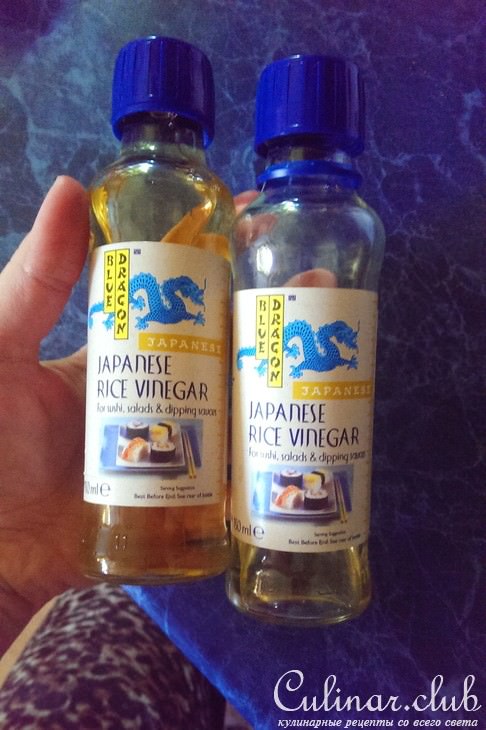 BLUE
DRAGON
JAPANESE
JAPANESE
RICE VINEGAR
For sushi, salads & dipping sauces
Serving Suggestion
Best Before End: See rear of bottle
50ml e
BLUE
DRAGON
JAPANESE
JAPANESE
RICE VINEGAR
For sushi, salads & dipping sauces
Serving Suggestion
Best Before End: See rear of bottle
150ml e
Culinar.club
кулинарные рецепты со всего света